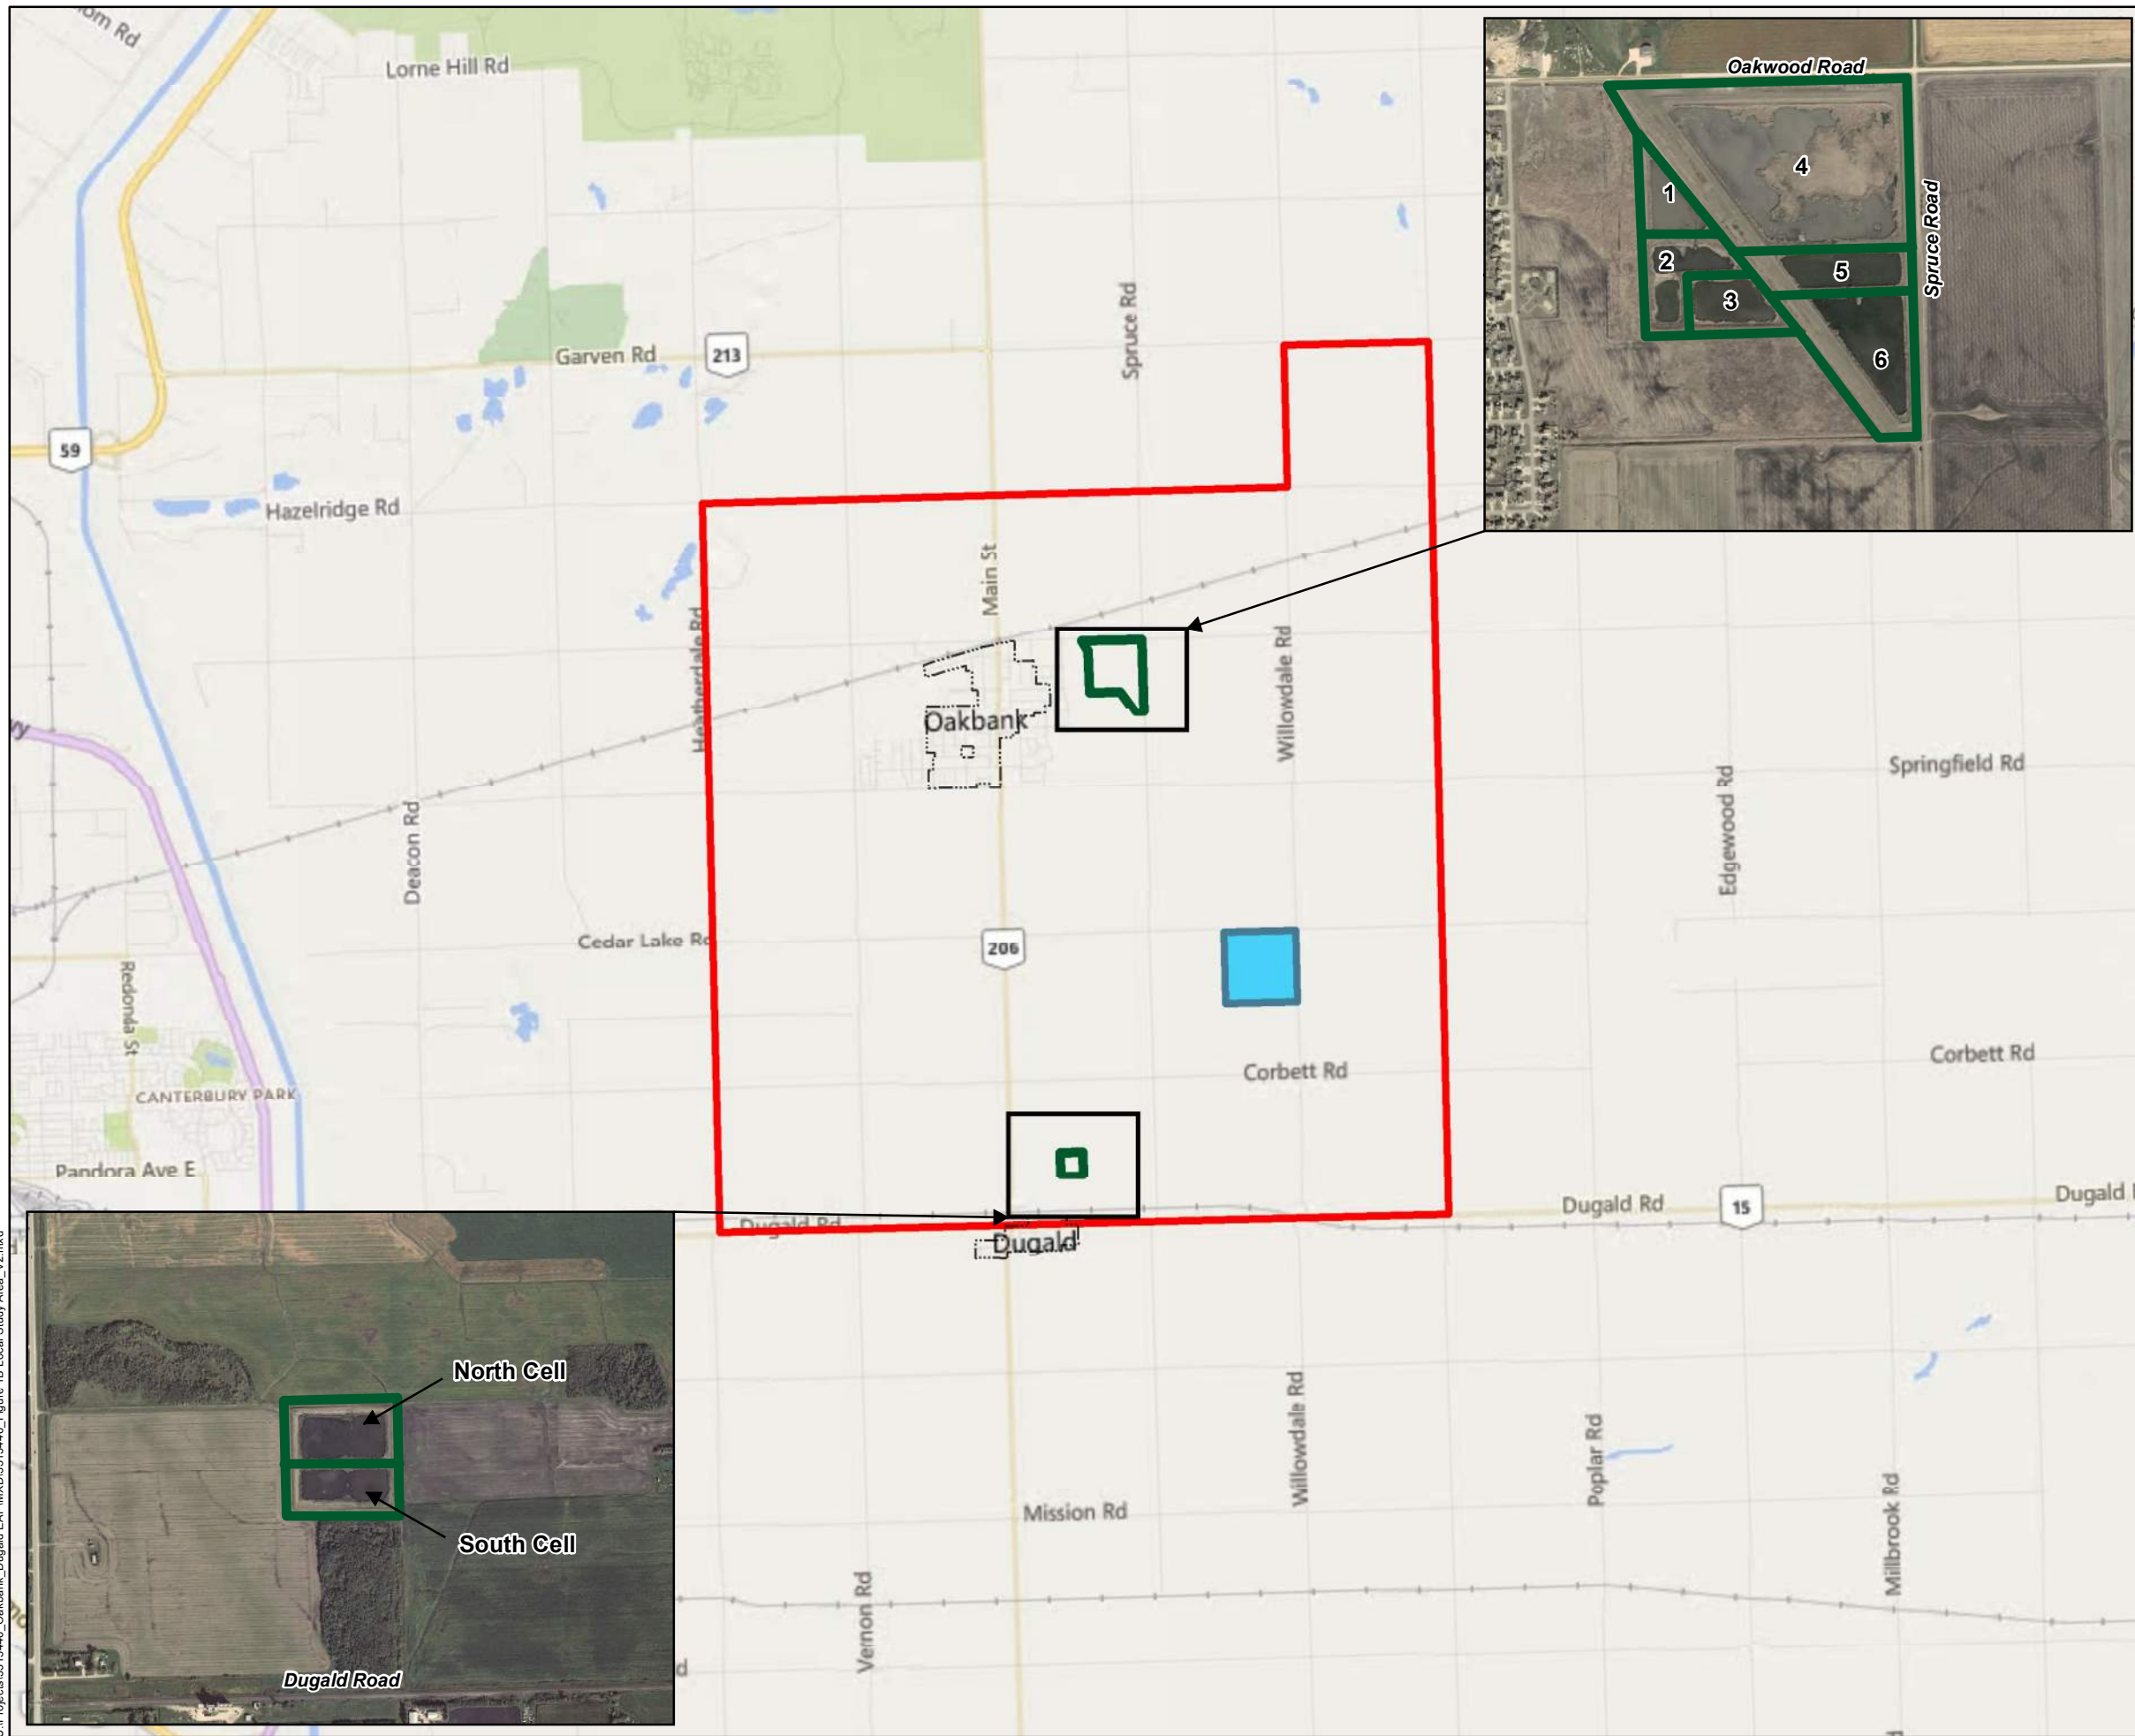 Lorne Hill Rd
Oakwood Road
4
1
Spruce Road
2
5
3
6
Spruce Rd
Garven Rd
213
59
Hazelridge Rd
Main St
Heatherdale Rd
Willowdale Rd
Oakbank
Springfield Rd
Edgewood Rd
Deacon Rd
Cedar Lake Rd
206
Redonda St
Corbett Rd
Corbett Rd
CANTERBURY PARK
Pandora Ave E
Dugald Rd
15
Dugald
Dugald Rd
Dugald
North Cell
South Cell
Dugald Road
Willowdale Rd
Poplar Rd
Mission Rd
Millbrook Rd
Vernon Rd